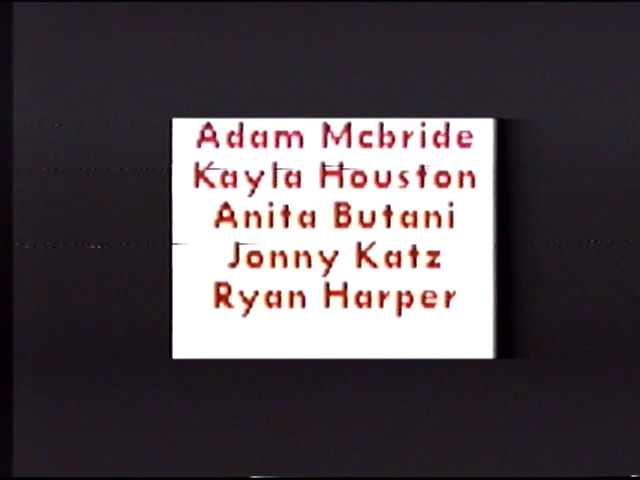 Adam Mcbride
Kayla Houston
Anita Butani
Jonny Katz
Ryan Harper